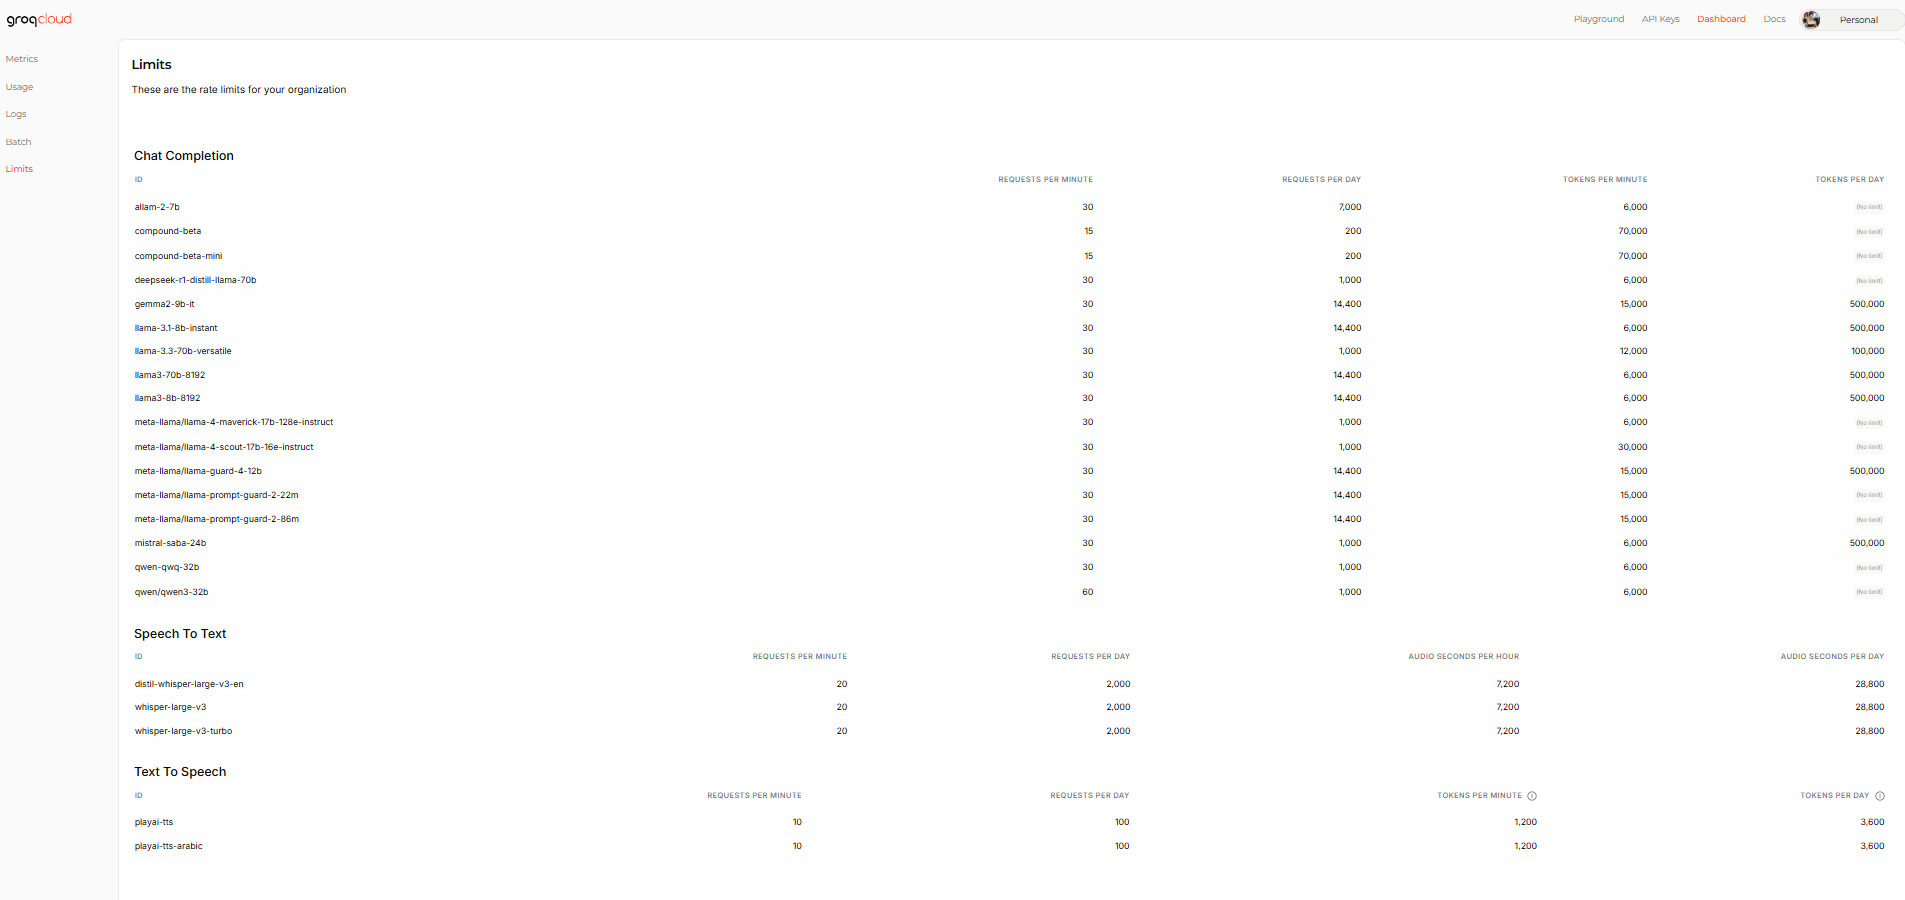 groqcloud
Playground API Keys Dashboard Docs Personal
Metrics
Usage
Logs
Batch
Limits
Limits
These are the rate limits for your organization
Chat Completion
ID REQUESTS PER MINUTE REQUESTS PER DAY TOKENS PER MINUTE TOKENS PER DAY
allam-2-7b 30 7,000 6,000 (No limit)
compound-beta 15 200 70,000 (No limit)
compound-beta-mini 15 200 70,000 (No limit)
deepseek-r1-distill-llama-70b 30 1,000 6,000 (No limit)
gemma2-9b-it 30 14,400 15,000 500,000
llama-3.1-8b-instant 30 14,400 6,000 500,000
llama-3.3-70b-versatile 30 1,000 12,000 100,000
llama3-70b-8192 30 14,400 6,000 500,000
llama3-8b-8192 30 14,400 6,000 500,000
meta-llama/llama-4-maverick-17b-128e-instruct 30 1,000 6,000 (No limit)
meta-llama/llama-4-scout-17b-16e-instruct 30 1,000 30,000 (No limit)
meta-llama/llama-guard-4-12b 30 14,400 15,000 500,000
meta-llama/llama-prompt-guard-2-22m 30 14,400 15,000 (No limit)
meta-llama/llama-prompt-guard-2-86m 30 14,400 15,000 (No limit)
mistral-saba-24b 30 1,000 6,000 500,000
qwen-qwq-32b 30 1,000 6,000 (No limit)
qwen/qwen3-32b 60 1,000 6,000 (No limit)
Speech To Text
ID REQUESTS PER MINUTE REQUESTS PER DAY AUDIO SECONDS PER HOUR AUDIO SECONDS PER DAY
distil-whisper-large-v3-en 20 2,000 7,200 28,800
whisper-large-v3 20 2,000 7,200 28,800
whisper-large-v3-turbo 20 2,000 7,200 28,800
Text To Speech
ID REQUESTS PER MINUTE REQUESTS PER DAY TOKENS PER MINUTE TOKENS PER DAY
playai-tts 10 100 1,200 3,600
playai-tts-arabic 10 100 1,200 3,600